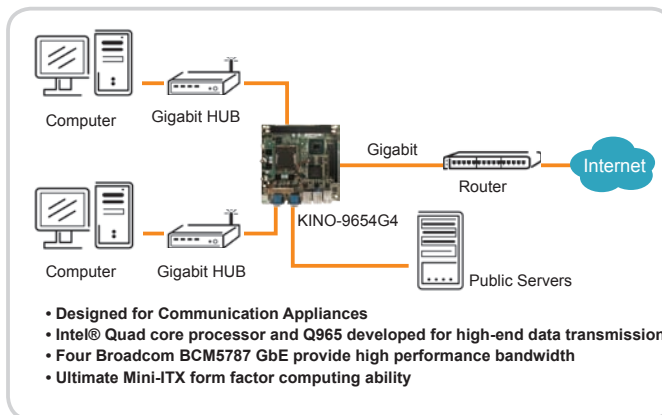 Computer
Gigabit HUB
Gigabit
Internet
Router
KINO-9654G4
Computer
Gigabit HUB
Public Servers
• Designed for Communication Appliances
• Intel® Quad core processor and Q965 developed for high-end data transmission
• Four Broadcom BCM5787 GbE provide high performance bandwidth
• Ultimate Mini-ITX form factor computing ability